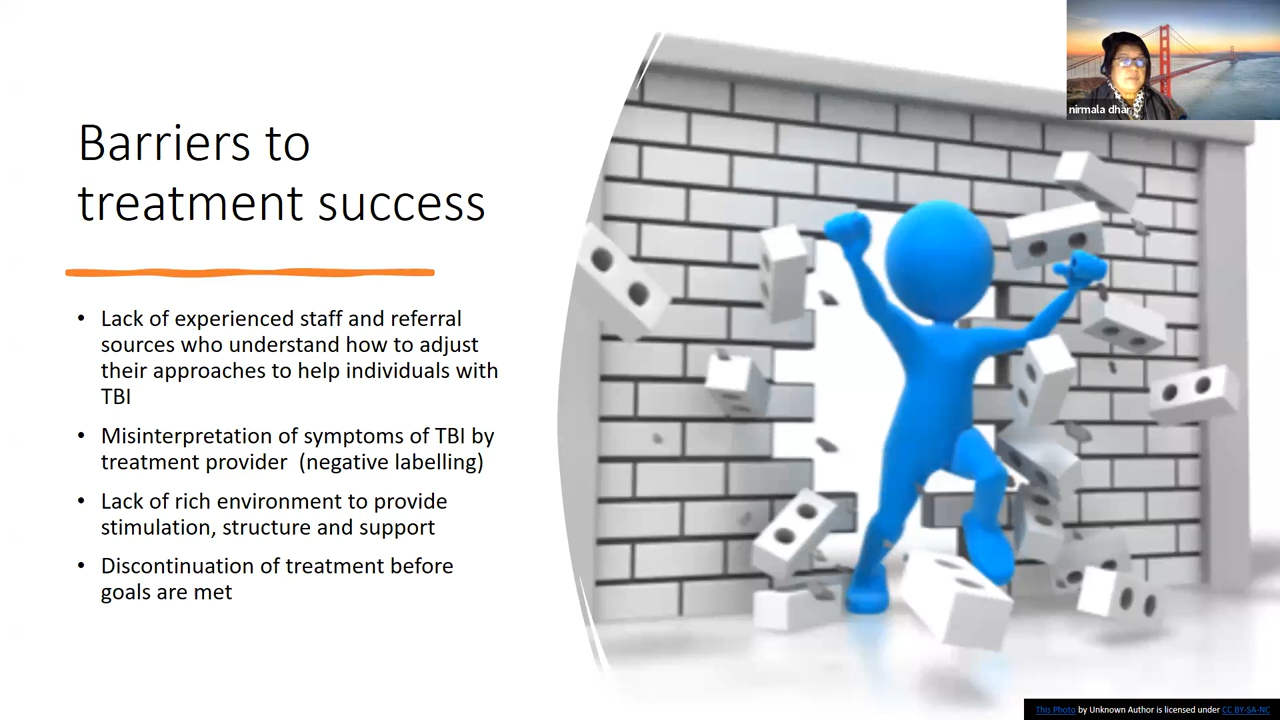 Barriers to
treatment success
• Lack of experienced staff and referral
sources who understand how to adjust
their approaches to help individuals with
TBI
• Misinterpretation of symptoms of TBI by
treatment provider  (negative labelling)
• Lack of rich environment to provide
stimulation, structure and support
• Discontinuation of treatment before
goals are met
nirmala dhar
This Photo by Unknown Author is licensed under CC BY-SA-NC